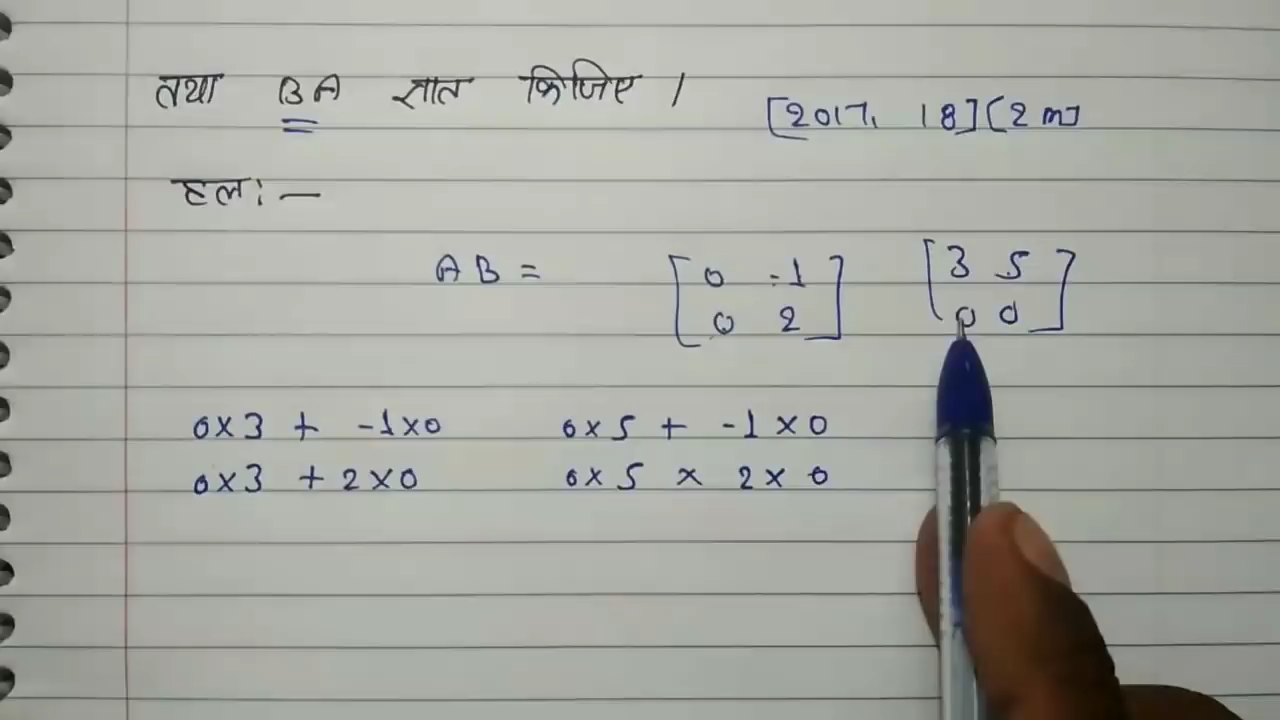 तथा BA ज्ञात किजिए ।
[2017, 18] [2 m]
हल: —
AB = [0 -1] [3 5]
[0 2] [0 0]
0×3 + -1×0 0×5 + -1×0
0×3 + 2×0 0×5 × 2×0